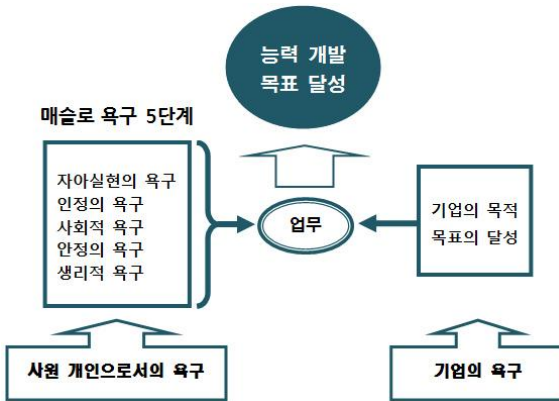 능력 개발
목표 달성
매슬로 욕구 5단계
자아실현의 욕구
인정의 욕구
사회적 욕구
안정의 욕구
생리적 욕구
업무
기업의 목적
목표의 달성
사원 개인으로서의 욕구
기업의 욕구